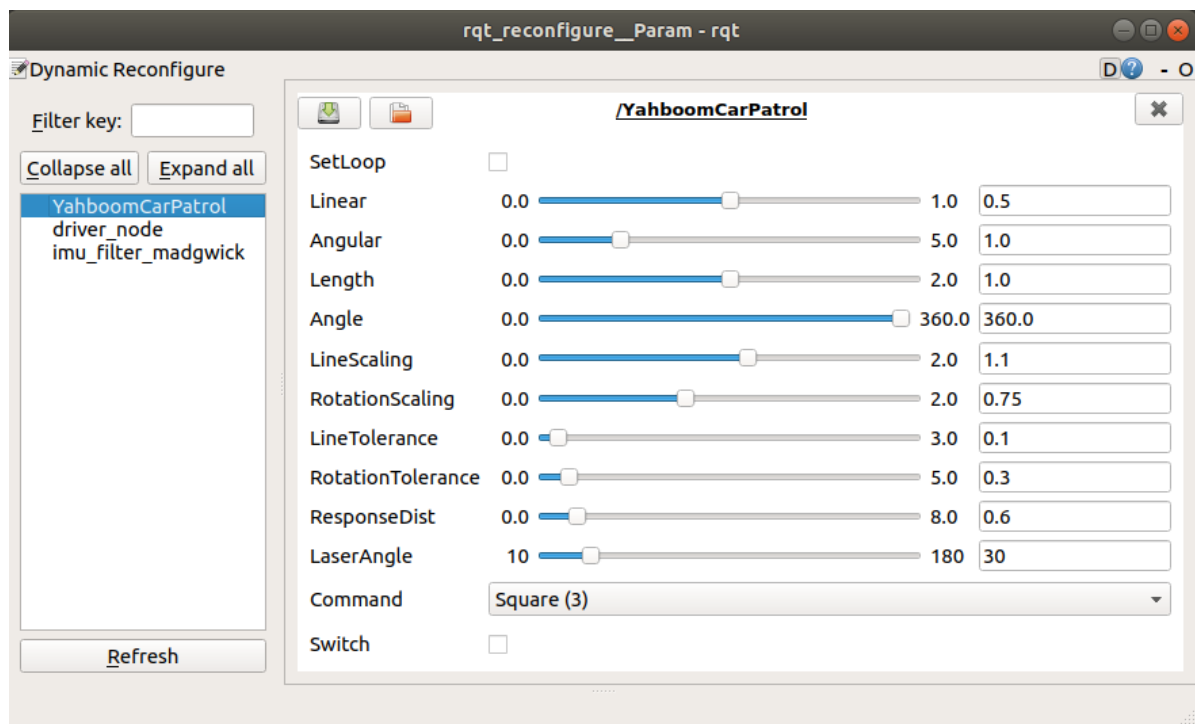 rqt_reconfigure__Param - rqt
Dynamic Reconfigure D ? - O
Filter key:
Collapse all Expand all
YahboomCarPatrol
driver_node
imu_filter_madgwick
Refresh
/YahboomCarPatrol
SetLoop
Linear 0.0 1.0 0.5
Angular 0.0 5.0 1.0
Length 0.0 2.0 1.0
Angle 0.0 360.0 360.0
LineScaling 0.0 2.0 1.1
RotationScaling 0.0 2.0 0.75
LineTolerance 0.0 3.0 0.1
RotationTolerance 0.0 5.0 0.3
ResponseDist 0.0 8.0 0.6
LaserAngle 10 180 30
Command Square (3)
Switch